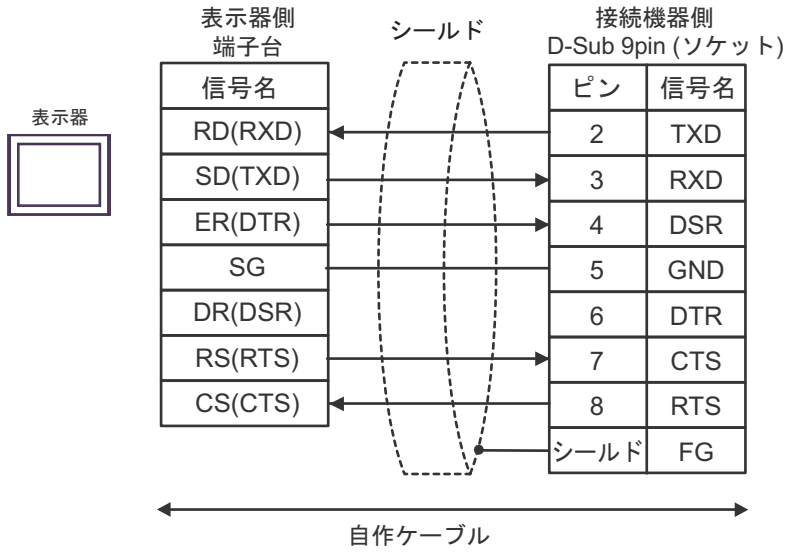 表示器側
端子台
シールド
接続機器側
D-Sub 9pin (ソケット)
表示器
信号名
ピン 信号名
RD(RXD) 2 TXD
SD(TXD) 3 RXD
ER(DTR) 4 DSR
SG 5 GND
DR(DSR) 6 DTR
RS(RTS) 7 CTS
CS(CTS) 8 RTS
シールド FG
自作ケーブル